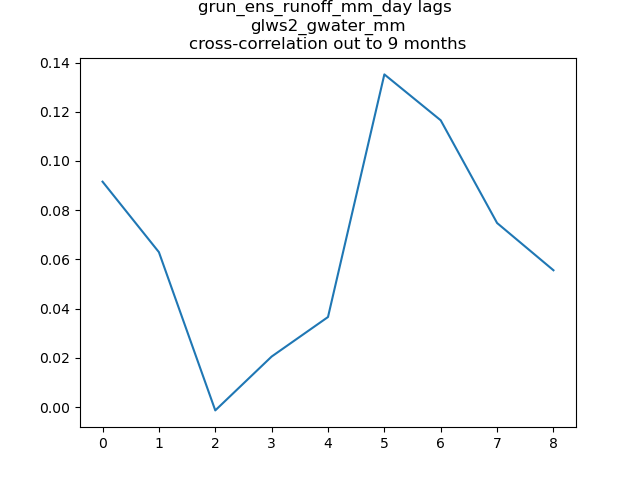 grun_ens_runoff_mm_day lags
glws2_gwater_mm
cross-correlation out to 9 months
0.14
0.12
0.10
0.08
0.06
0.04
0.02
0.00
0 1 2 3 4 5 6 7 8